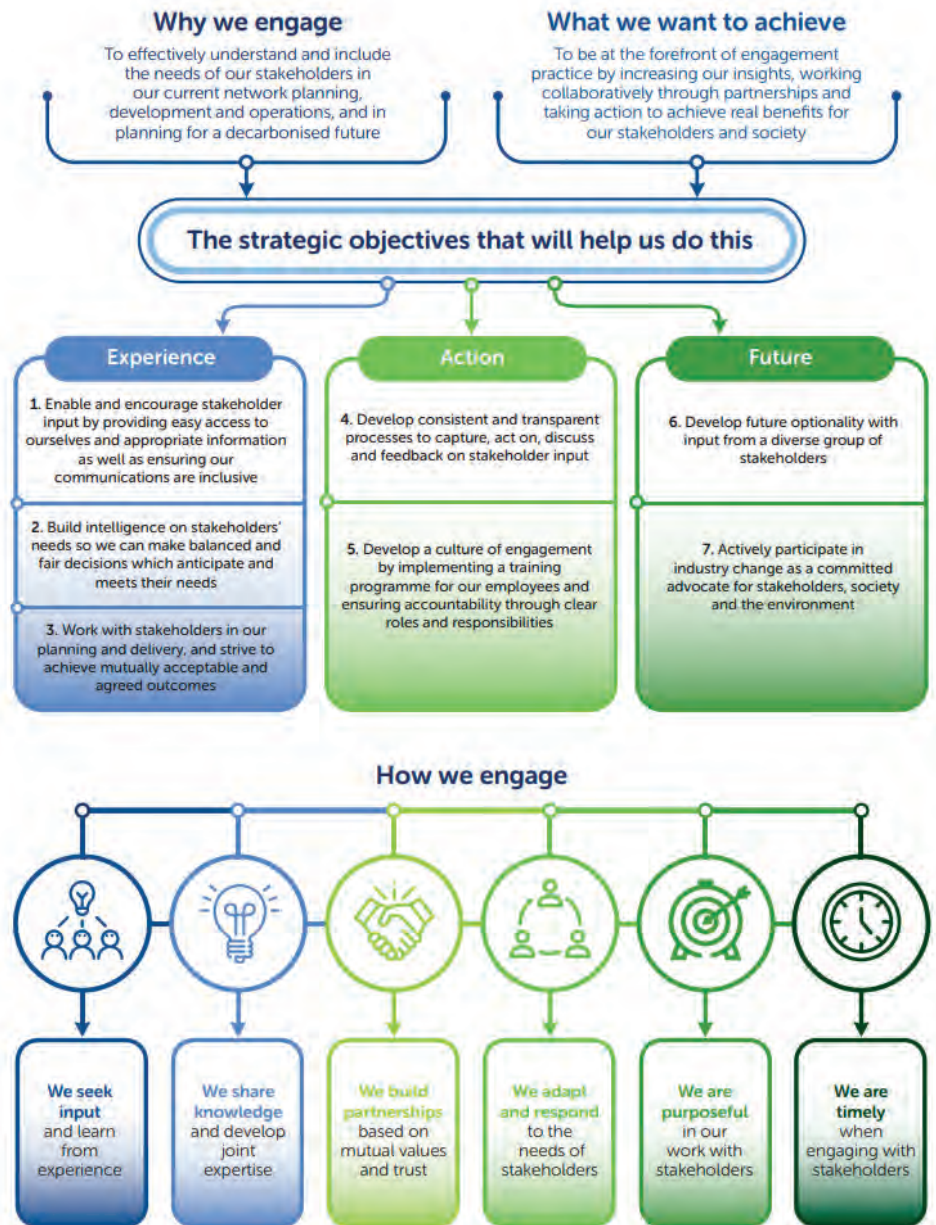 Why we engage
To effectively understand and include
the needs of our stakeholders in
our current network planning,
development and operations, and in
planning for a decarbonised future
What we want to achieve
To be at the forefront of engagement
practice by increasing our insights, working
collaboratively through partnerships and
taking action to achieve real benefits for
our stakeholders and society
The strategic objectives that will help us do this
Experience
1. Enable and encourage stakeholder
input by providing easy access to
ourselves and appropriate information
as well as ensuring our
communications are inclusive
2. Build intelligence on stakeholders'
needs so we can make balanced and
fair decisions which anticipate and
meets their needs
3. Work with stakeholders in our
planning and delivery, and strive to
achieve mutually acceptable and
agreed outcomes
Action
4. Develop consistent and transparent
processes to capture, act on, discuss
and feedback on stakeholder input
5. Develop a culture of engagement
by implementing a training
programme for our employees and
ensuring accountability through clear
roles and responsibilities
Future
6. Develop future optionality with
input from a diverse group of
stakeholders
7. Actively participate in
industry change as a committed
advocate for stakeholders, society
and the environment
How we engage
We seek
input
and learn
from
experience
We share
knowledge
and develop
joint
expertise
We build
partnerships
based on
mutual values
and trust
We adapt
and respond
to the
needs of
stakeholders
We are
purposeful
in our
work with
stakeholders
We are
timely
when
engaging with
stakeholders